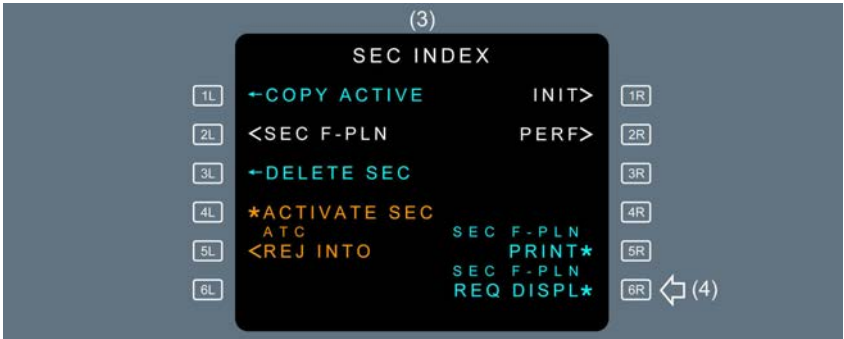 (3)
SEC INDEX
1L ←COPY ACTIVE INIT> 1R
2L <SEC F-PLN PERF> 2R
3L ←DELETE SEC 3R
4L *ACTIVATE SEC 4R
ATC SEC F-PLN
5L <REJ INTO PRINT* 5R
SEC F-PLN
6L REQ DISPL* 6R (4)